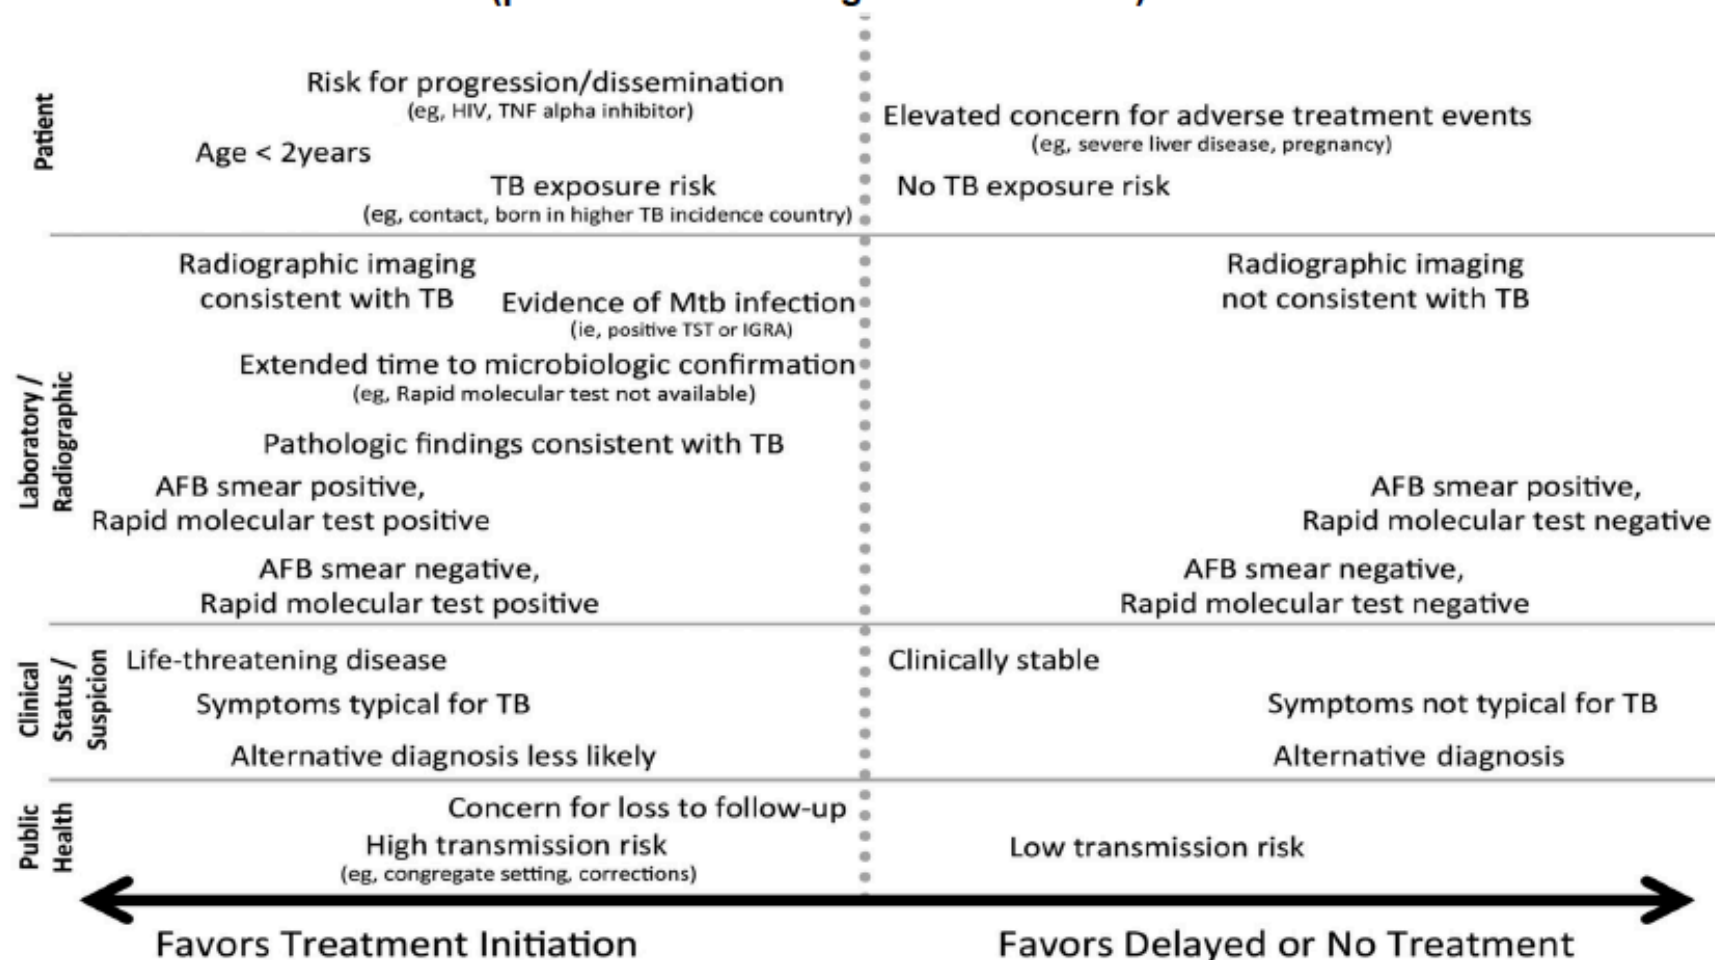 Patient
Risk for progression/dissemination
(eg, HIV, TNF alpha inhibitor)
Age < 2years
TB exposure risk
(eg, contact, born in higher TB incidence country)
Elevated concern for adverse treatment events
(eg, severe liver disease, pregnancy)
No TB exposure risk
Laboratory /
Radiographic
Radiographic imaging
consistent with TB
Evidence of Mtb infection
(ie, positive TST or IGRA)
Extended time to microbiologic confirmation
(eg, Rapid molecular test not available)
Pathologic findings consistent with TB
AFB smear positive,
Rapid molecular test positive
AFB smear negative,
Rapid molecular test positive
Radiographic imaging
not consistent with TB
AFB smear positive,
Rapid molecular test negative
AFB smear negative,
Rapid molecular test negative
Clinical
Status /
Suspicion
Life-threatening disease
Symptoms typical for TB
Alternative diagnosis less likely
Clinically stable
Symptoms not typical for TB
Alternative diagnosis
Public
Health
Concern for loss to follow-up
High transmission risk
(eg, congregate setting, corrections)
Low transmission risk
Favors Treatment Initiation
Favors Delayed or No Treatment